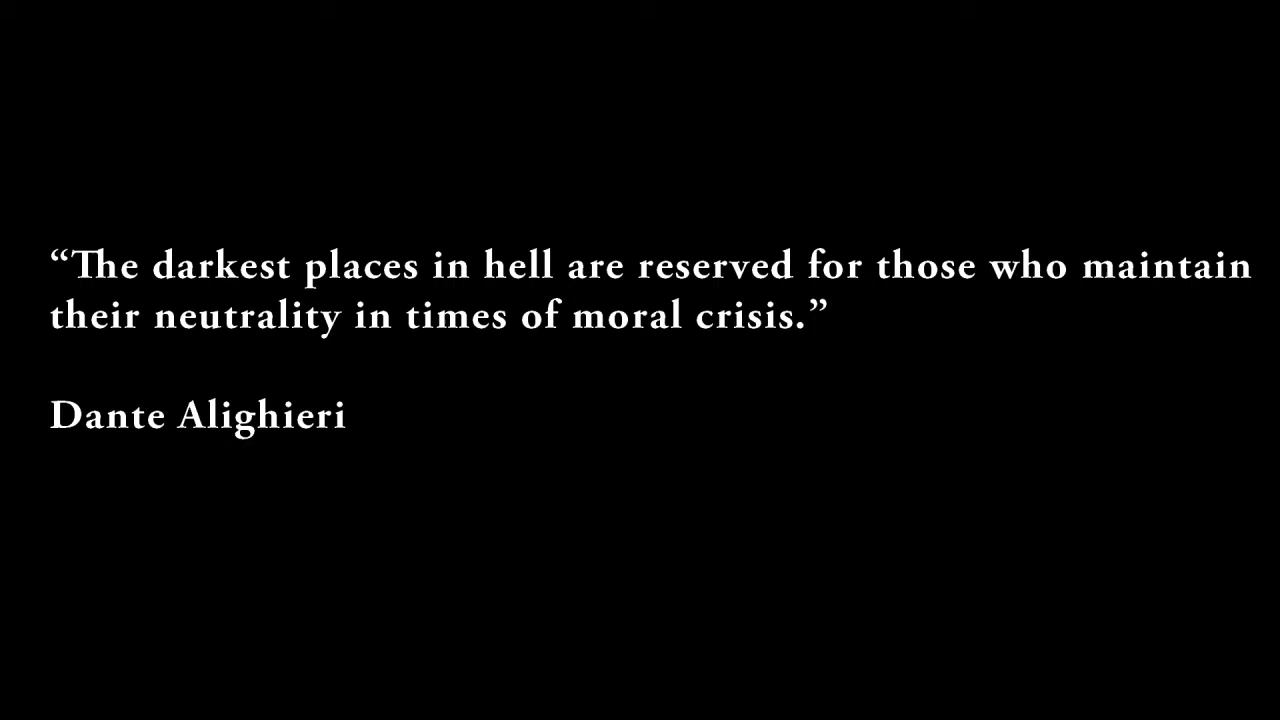 “The darkest places in hell are reserved for those who maintain
their neutrality in times of moral crisis.”
Dante Alighieri